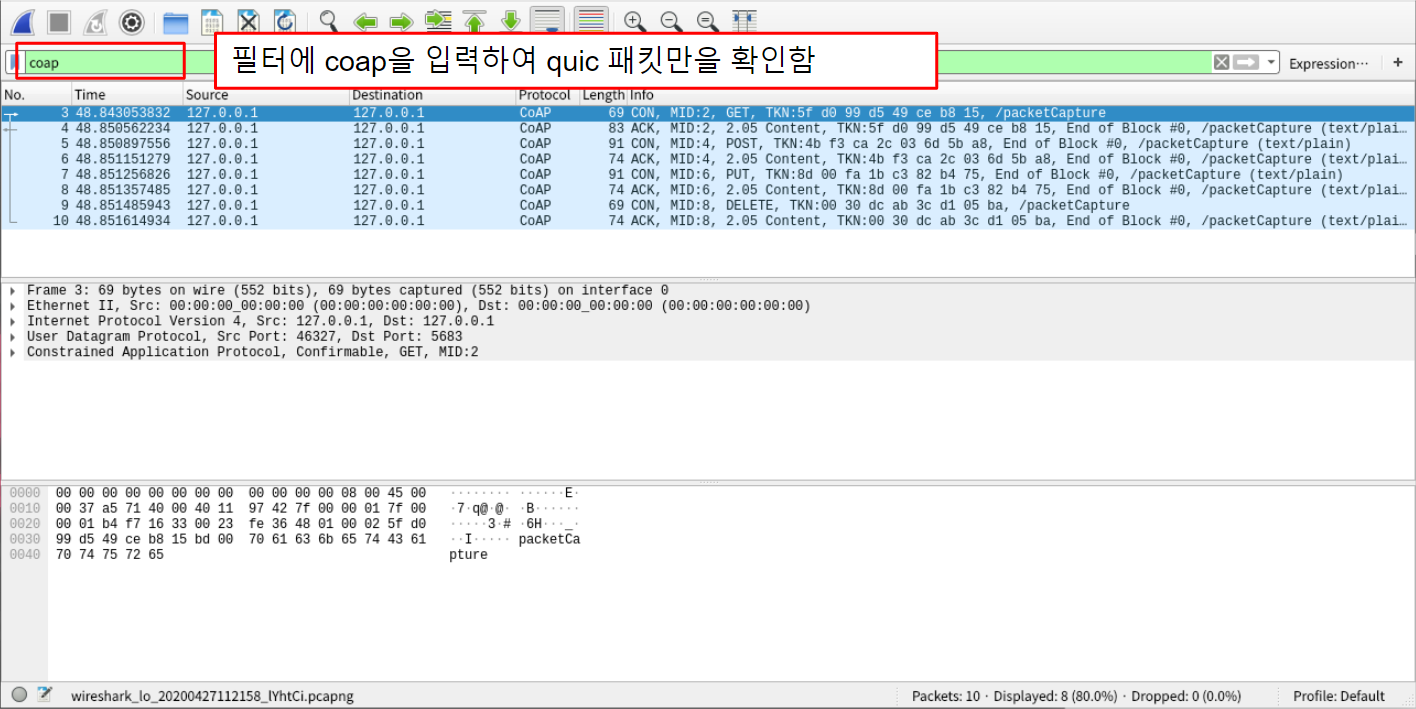 coap
필터에 coap을 입력하여 quic 패킷만을 확인함
Expression…
+
No. Time Source Destination Protocol Length Info
3 48.843053832 127.0.0.1 127.0.0.1 CoAP 69 CON, MID:2, GET, TKN:5f d0 99 d5 49 ce b8 15, /packetCapture
4 48.850562234 127.0.0.1 127.0.0.1 CoAP 83 ACK, MID:2, 2.05 Content, TKN:5f d0 99 d5 49 ce b8 15, End of Block #0, /packetCapture (text/plai…
5 48.850897556 127.0.0.1 127.0.0.1 CoAP 91 CON, MID:4, POST, TKN:4b f3 ca 2c 03 6d 5b a8, End of Block #0, /packetCapture (text/plain)
6 48.851151279 127.0.0.1 127.0.0.1 CoAP 74 ACK, MID:4, 2.05 Content, TKN:4b f3 ca 2c 03 6d 5b a8, End of Block #0, /packetCapture (text/plai…
7 48.851256826 127.0.0.1 127.0.0.1 CoAP 91 CON, MID:6, PUT, TKN:8d 00 fa 1b c3 82 b4 75, End of Block #0, /packetCapture (text/plain)
8 48.851357485 127.0.0.1 127.0.0.1 CoAP 74 ACK, MID:6, 2.05 Content, TKN:8d 00 fa 1b c3 82 b4 75, End of Block #0, /packetCapture (text/plai…
9 48.851485943 127.0.0.1 127.0.0.1 CoAP 69 CON, MID:8, DELETE, TKN:00 30 dc ab 3c d1 05 ba, /packetCapture
10 48.851614934 127.0.0.1 127.0.0.1 CoAP 74 ACK, MID:8, 2.05 Content, TKN:00 30 dc ab 3c d1 05 ba, End of Block #0, /packetCapture (text/plai…
Frame 3: 69 bytes on wire (552 bits), 69 bytes captured (552 bits) on interface 0
Ethernet II, Src: 00:00:00_00:00:00 (00:00:00:00:00:00), Dst: 00:00:00_00:00:00 (00:00:00:00:00:00)
Internet Protocol Version 4, Src: 127.0.0.1, Dst: 127.0.0.1
User Datagram Protocol, Src Port: 46327, Dst Port: 5683
Constrained Application Protocol, Confirmable, GET, MID:2
0000 00 00 00 00 00 00 00 00 00 00 00 00 08 00 45 00 ········ ······E·
0010 00 37 a5 71 40 00 40 11 97 42 7f 00 00 01 7f 00 ·7·q@·@· ·B······
0020 00 01 b4 f7 16 33 00 23 fe 36 48 01 00 02 5f d0 ·····3·# ·6H···_·
0030 99 d5 49 ce b8 15 bd 00 70 61 63 6b 65 74 43 61 ··I····· packetCa
0040 70 74 75 72 65 pture
wireshark_lo_20200427112158_lYhtCi.pcapng
Packets: 10 · Displayed: 8 (80.0%) · Dropped: 0 (0.0%)
Profile: Default